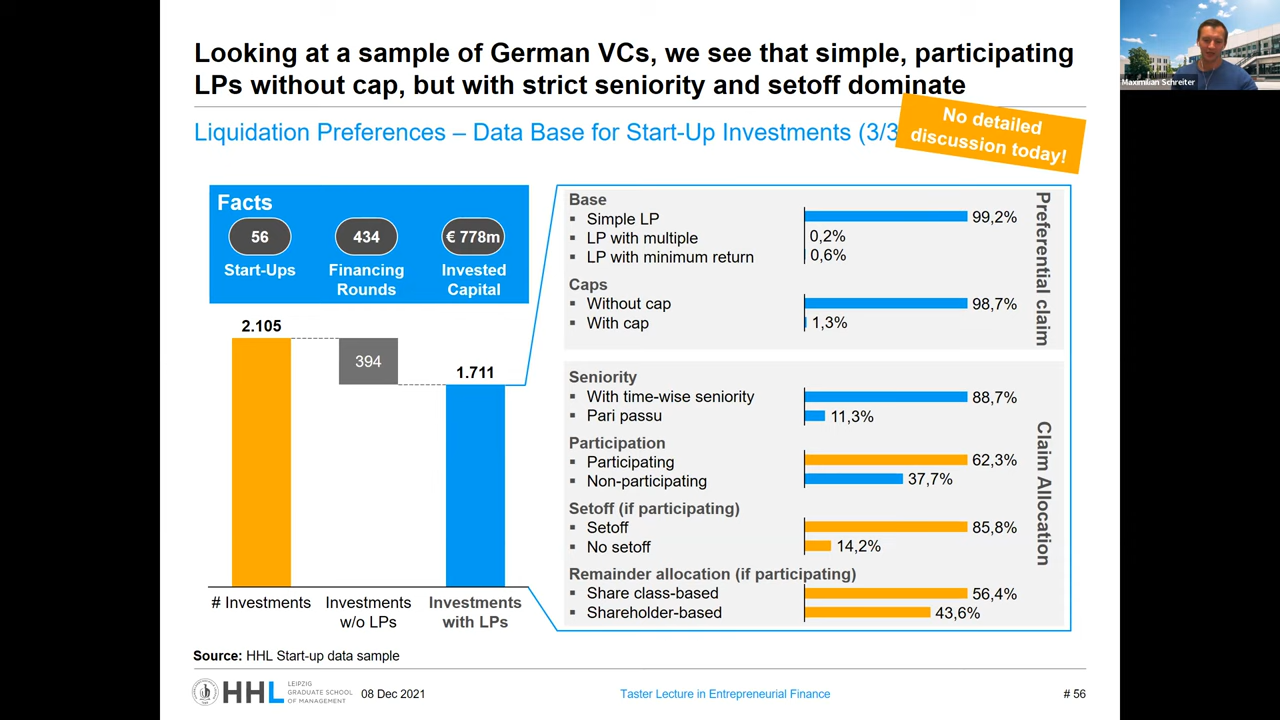 Looking at a sample of German VCs, we see that simple, participating
LPs without cap, but with strict seniority and setoff dominate
Liquidation Preferences – Data Base for Start-Up Investments (3/3
No detailed
discussion today!
Maximilian Schreiter
Facts
56
434
€ 778m
Start-Ups
Financing
Rounds
Invested
Capital
2.105
394
1.711
# Investments
Investments
w/o LPs
Investments
with LPs
Preferential claim
Base
▪ Simple LP 99,2%
▪ LP with multiple 0,2%
▪ LP with minimum return 0,6%
Caps
▪ Without cap 98,7%
▪ With cap 1,3%
Claim Allocation
Seniority
▪ With time-wise seniority 88,7%
▪ Pari passu 11,3%
Participation
▪ Participating 62,3%
▪ Non-participating 37,7%
Setoff (if participating)
▪ Setoff 85,8%
▪ No setoff 14,2%
Remainder allocation (if participating)
▪ Share class-based 56,4%
▪ Shareholder-based 43,6%
Source: HHL Start-up data sample
HHL
LEIPZIG
GRADUATE SCHOOL
OF MANAGEMENT
08 Dec 2021
Taster Lecture in Entrepreneurial Finance
# 56